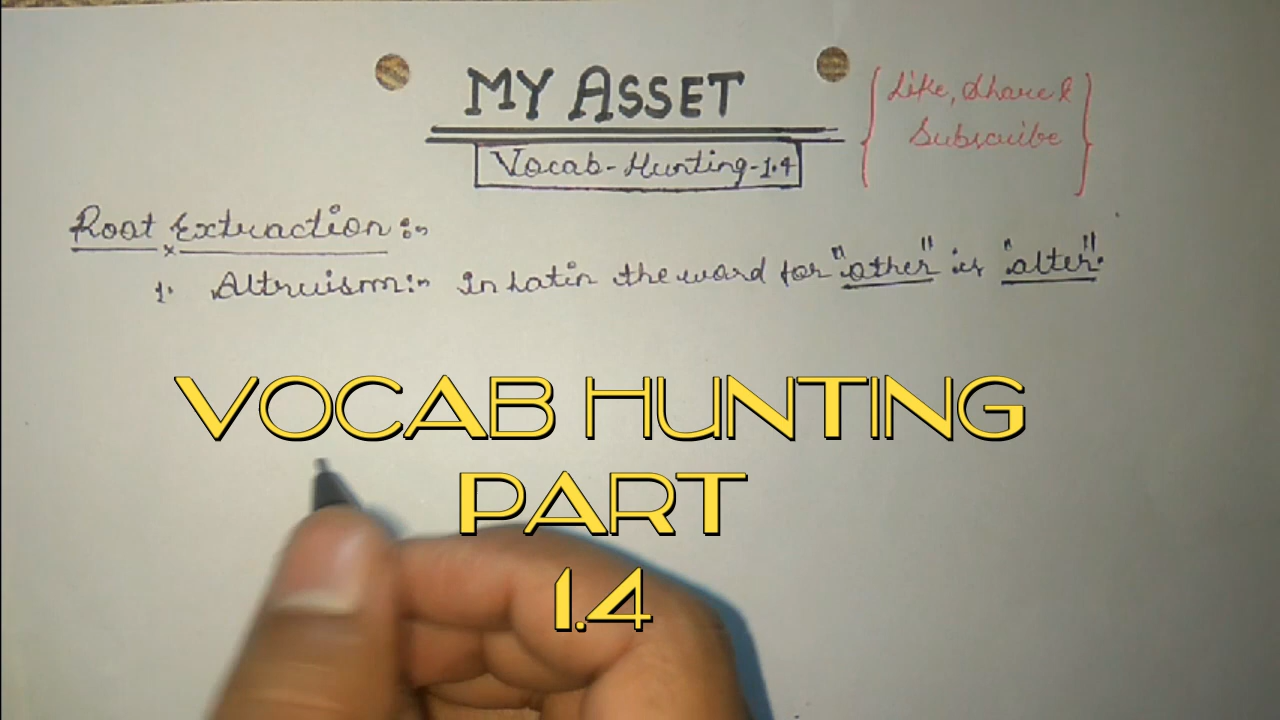 MY ASSET
Like, Share &
Subscribe
Vocab-Hunting-1.4
Root Extraction:-
1. Altruism:- In Latin the word for "other" is "alter".
VOCAB HUNTING
PART
1.4